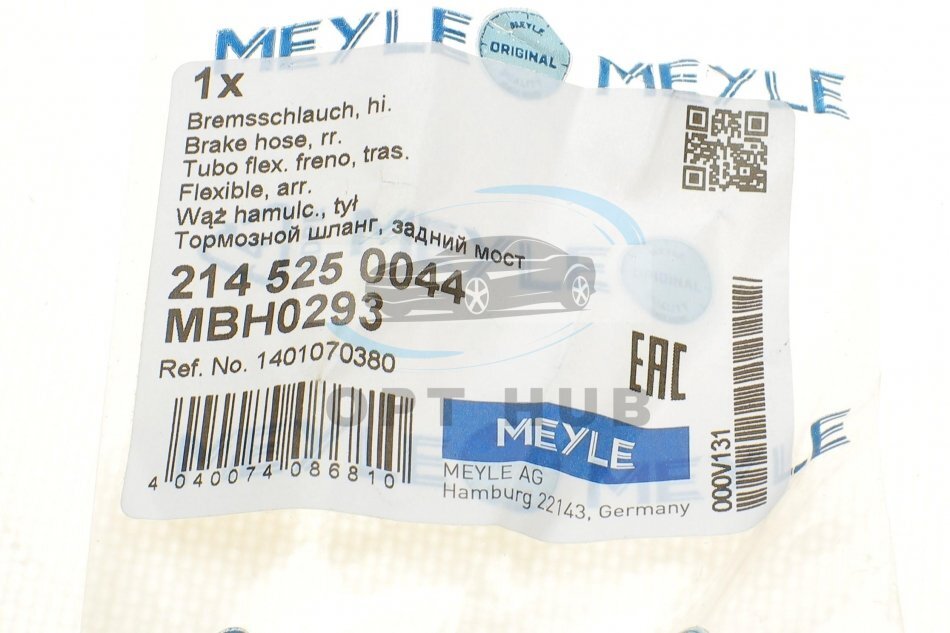 MEYLE
MEYLE
ORIGINAL
MEYLE
1x
Bremsschlauch, hi.
Brake hose, rr.
Tubo flex. freno, tras.
Flexible, arr.
Wąż hamulc., tył
Тормозной шланг, задний мост
214 525 0044
MBH0293
Ref. No. 1401070380
EAC
OPT HUB
4 040074 086810
MEYLE
MEYLE AG
Hamburg 22143, Germany
000V131